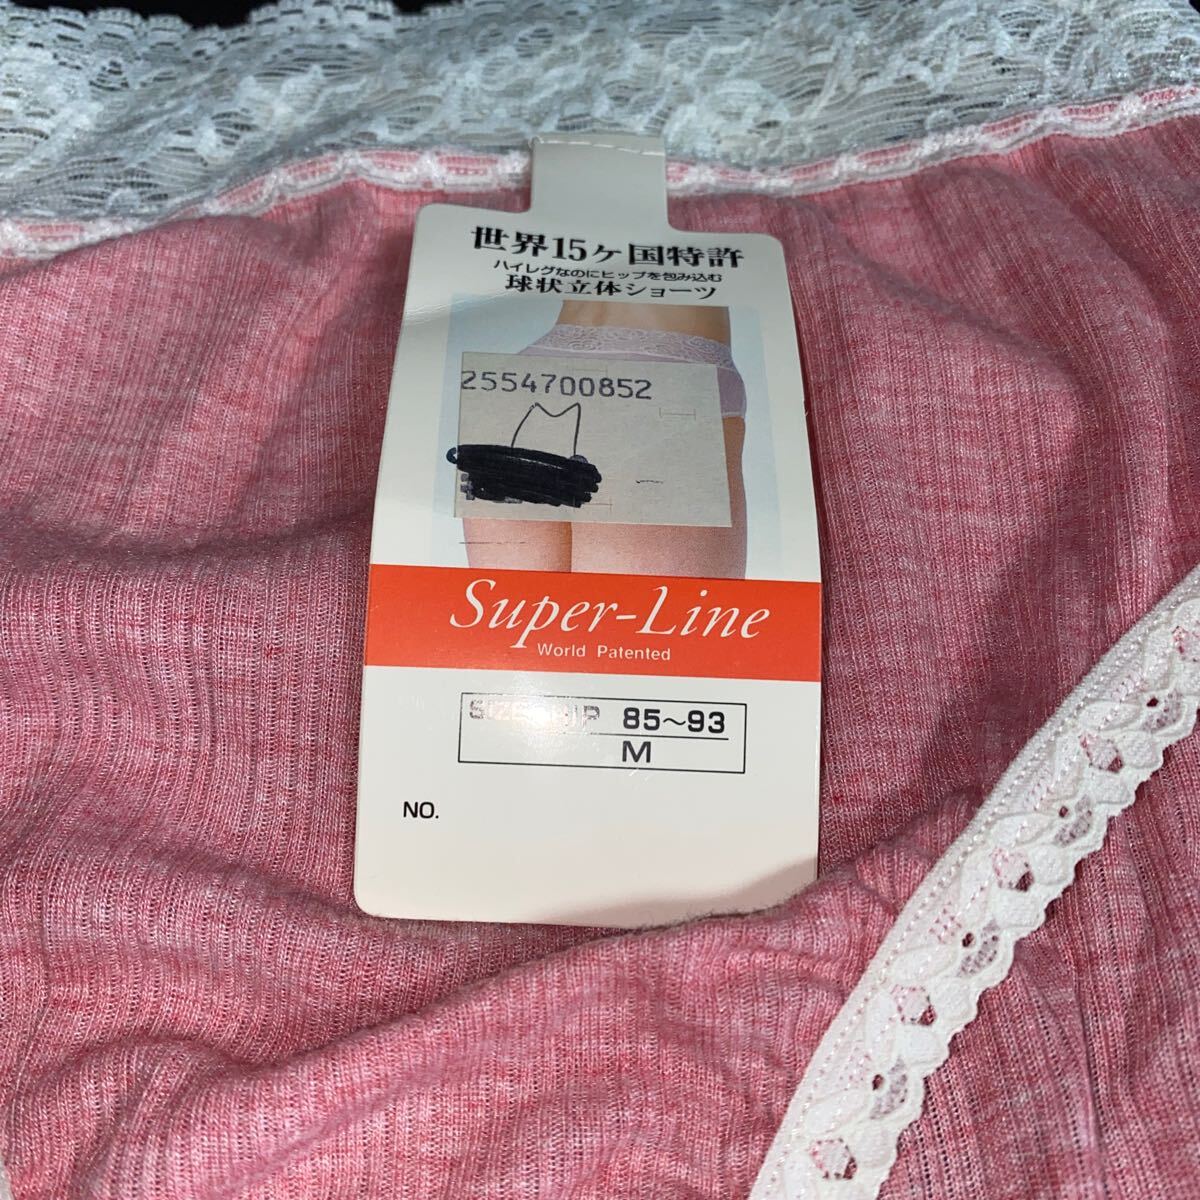 世界15ヶ国特許
ハイレグなのにヒップを包み込む
球状立体ショーツ
2554700852
M
Super-Line
World Patented
SIZE HIP 85～93
M
NO.